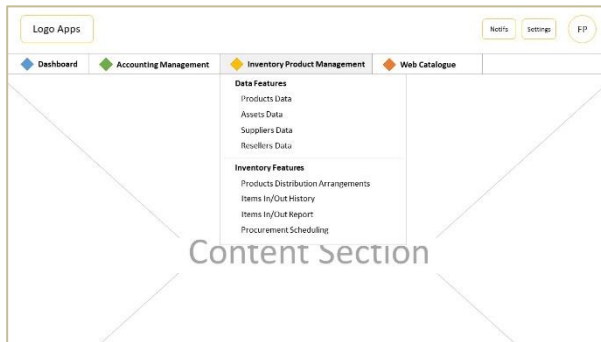 Logo Apps
Notifs
Settings
FP
Dashboard
Accounting Management
Inventory Product Management
Web Catalogue
Data Features
Products Data
Assets Data
Suppliers Data
Resellers Data
Inventory Features
Products Distribution Arrangements
Items In/Out History
Items In/Out Report
Procurement Scheduling
Content Section